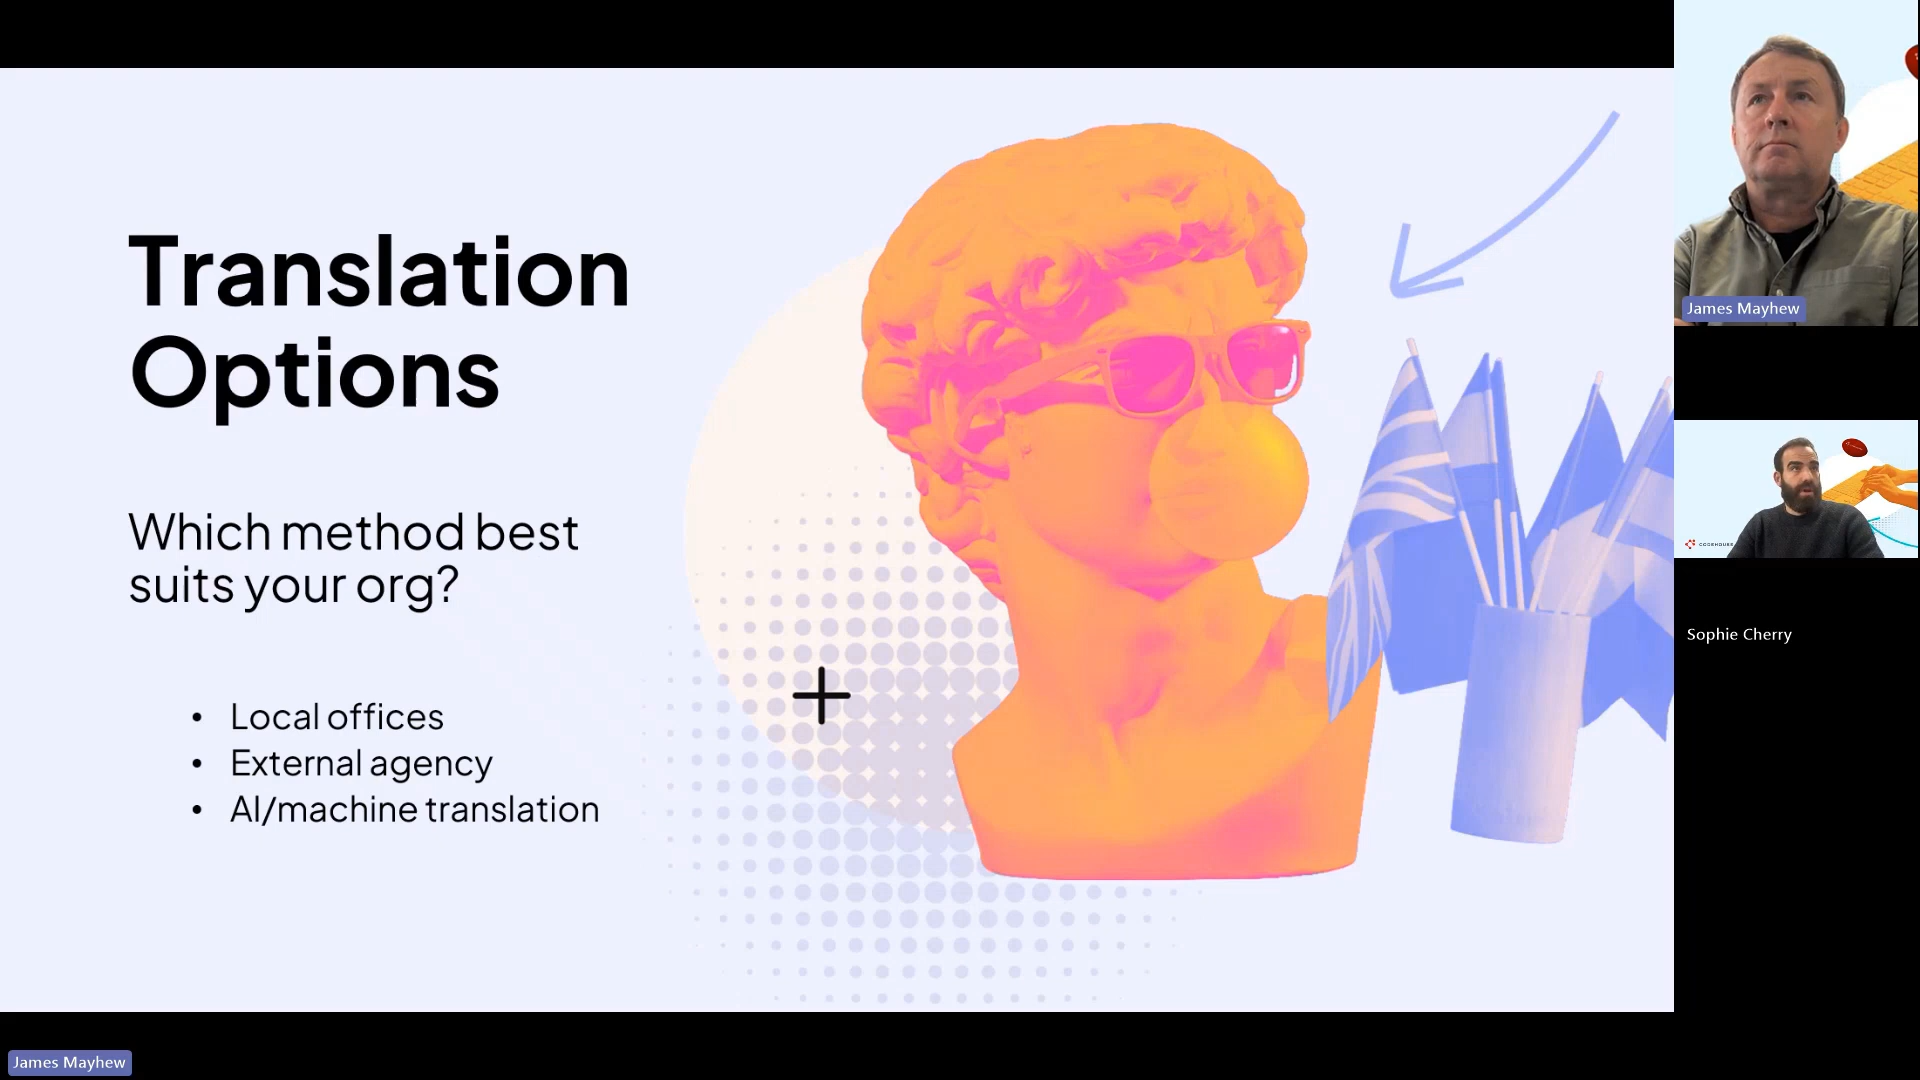 Translation
Options
Which method best
suits your org?
• Local offices
• External agency
• AI/machine translation
James Mayhew
CODEHOUSE
Sophie Cherry
James Mayhew